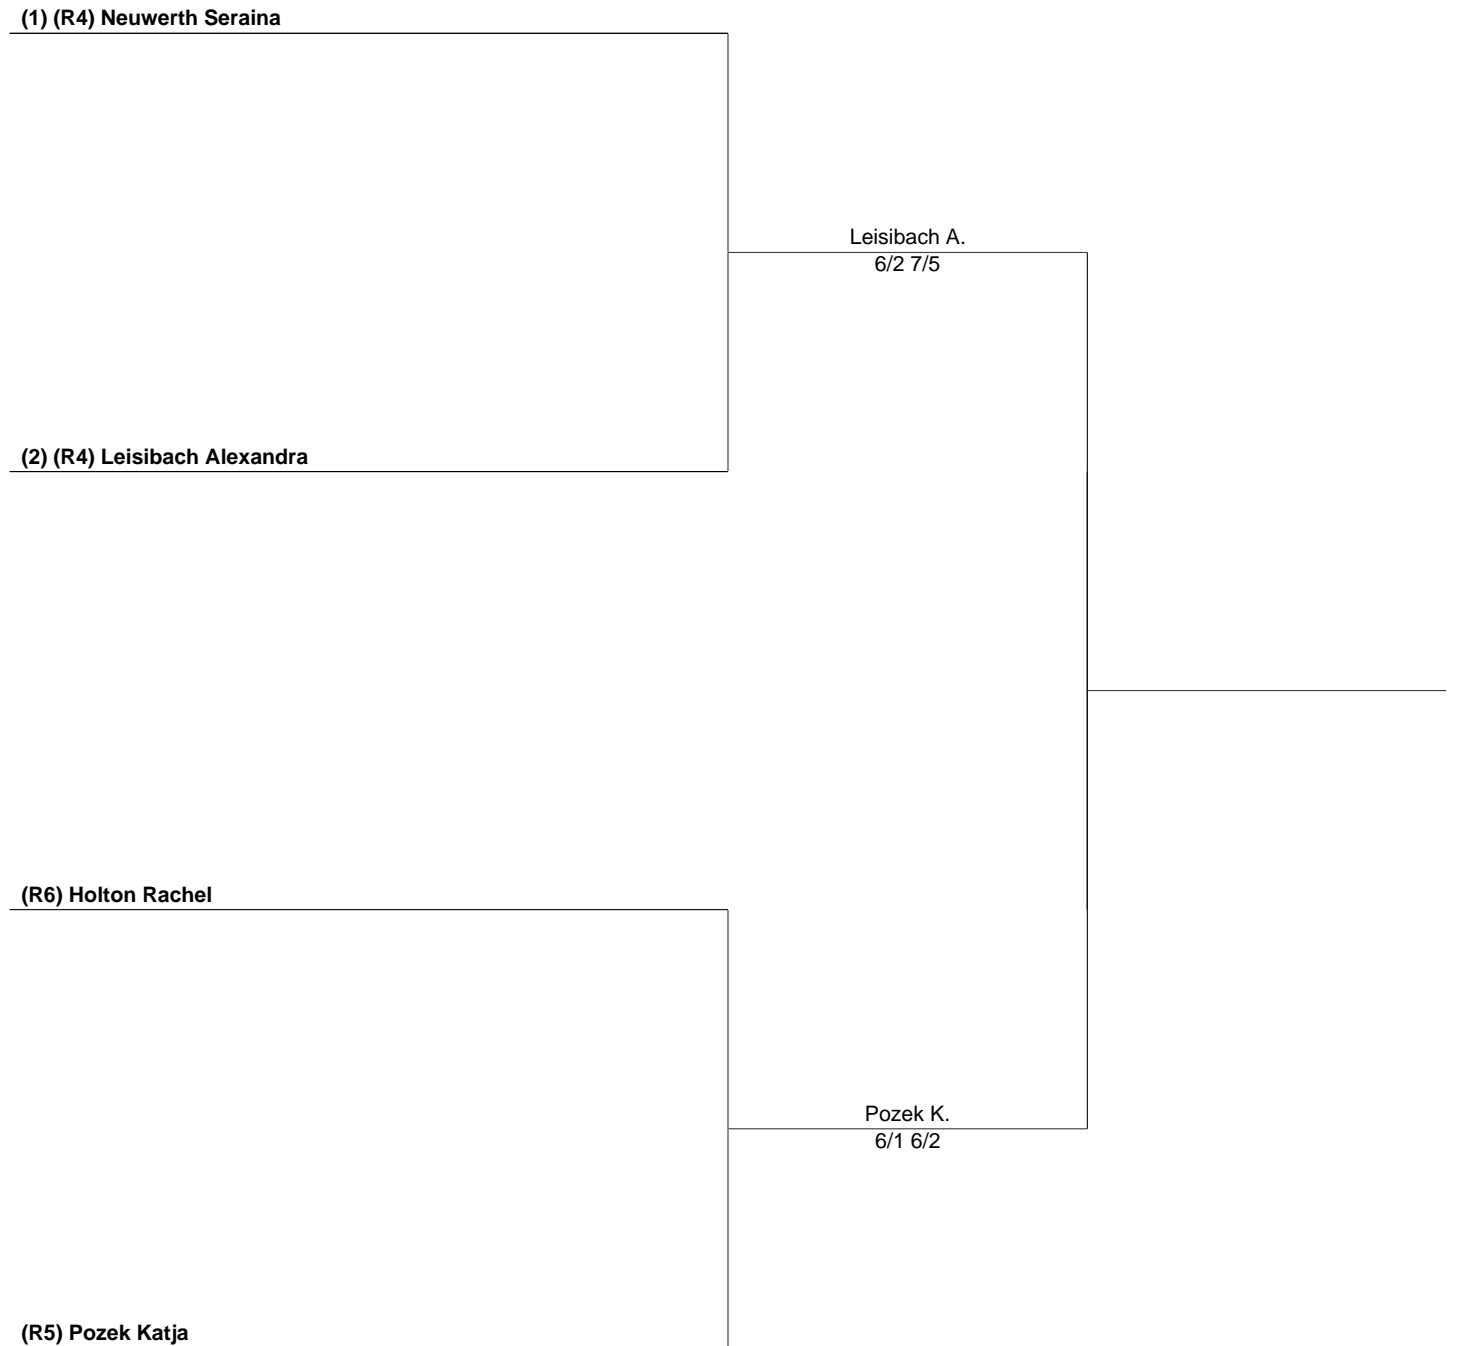 (1) (R4) Neuwerth Seraina
Leisibach A.
6/2 7/5
(2) (R4) Leisibach Alexandra
(R6) Holton Rachel
Pozek K.
6/1 6/2
(R5) Pozek Katja